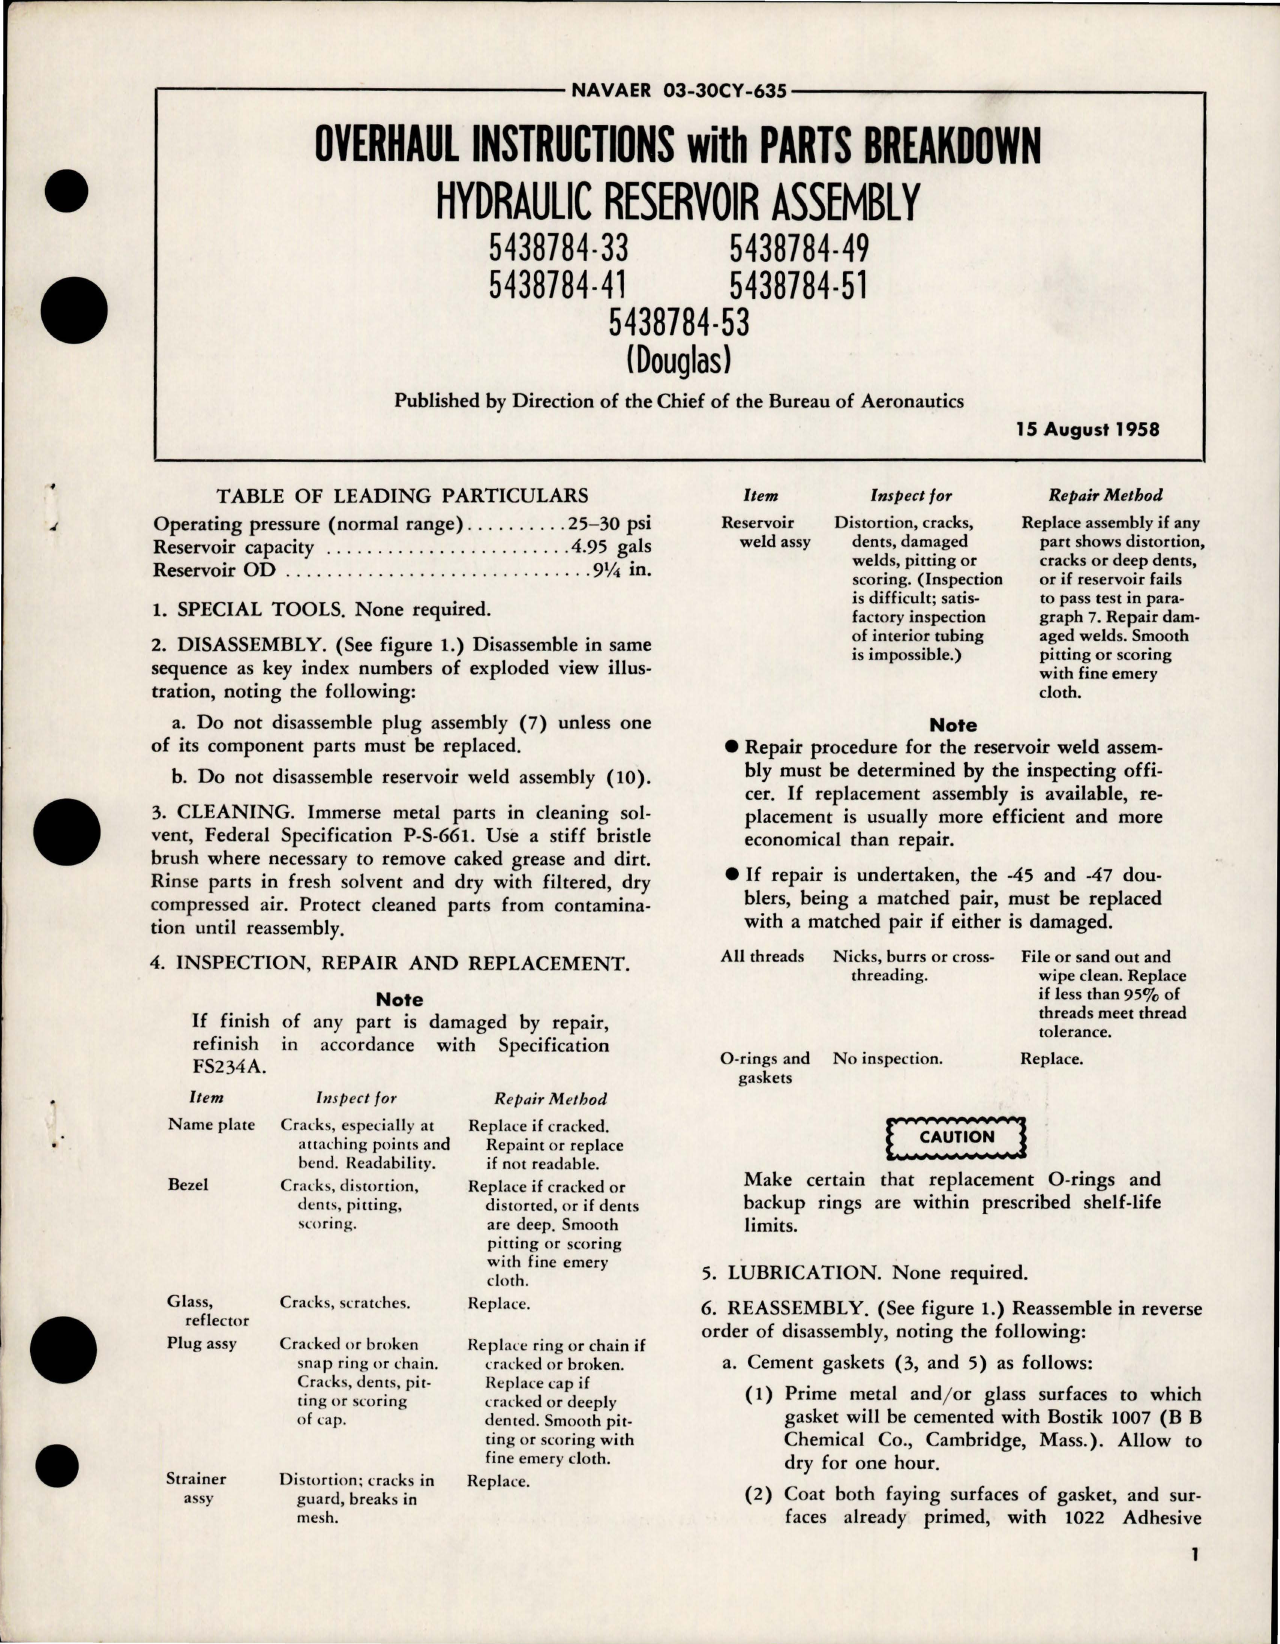 NAVAER 03-30CY-635
OVERHAUL INSTRUCTIONS with PARTS BREAKDOWN
HYDRAULIC RESERVOIR ASSEMBLY
5438784-33 5438784-49
5438784-41 5438784-51
5438784-53
(Douglas)
Published by Direction of the Chief of the Bureau of Aeronautics
15 August 1958
TABLE OF LEADING PARTICULARS
Operating pressure (normal range)..........25–30 psi
Reservoir capacity .......................4.95 gals
Reservoir OD .............................9¼ in.
1. SPECIAL TOOLS. None required.
2. DISASSEMBLY. (See figure 1.) Disassemble in same
sequence as key index numbers of exploded view illus-
tration, noting the following:
a. Do not disassemble plug assembly (7) unless one
of its component parts must be replaced.
b. Do not disassemble reservoir weld assembly (10).
3. CLEANING. Immerse metal parts in cleaning sol-
vent, Federal Specification P-S-661. Use a stiff bristle
brush where necessary to remove caked grease and dirt.
Rinse parts in fresh solvent and dry with filtered, dry
compressed air. Protect cleaned parts from contamina-
tion until reassembly.
4. INSPECTION, REPAIR AND REPLACEMENT.
Note
If finish of any part is damaged by repair,
refinish in accordance with Specification
FS234A.
Item Inspect for Repair Method
Name plate Cracks, especially at Replace if cracked.
attaching points and Repaint or replace
bend. Readability. if not readable.
Bezel Cracks, distortion, Replace if cracked or
dents, pitting, distorted, or if dents
scoring. are deep. Smooth
pitting or scoring
with fine emery
cloth.
Glass, Cracks, scratches. Replace.
reflector
Plug assy Cracked or broken Replace ring or chain if
snap ring or chain. cracked or broken.
Cracks, dents, pit- Replace cap if
ting or scoring cracked or deeply
of cap. dented. Smooth pit-
ting or scoring with
fine emery cloth.
Strainer Distortion; cracks in Replace.
assy guard, breaks in
mesh.
Item Inspect for Repair Method
Reservoir Distortion, cracks, Replace assembly if any
weld assy dents, damaged part shows distortion,
welds, pitting or cracks or deep dents,
scoring. (Inspection or if reservoir fails
is difficult; satis- to pass test in para-
factory inspection graph 7. Repair dam-
of interior tubing aged welds. Smooth
is impossible.) pitting or scoring
with fine emery
cloth.
Note
● Repair procedure for the reservoir weld assem-
bly must be determined by the inspecting offi-
cer. If replacement assembly is available, re-
placement is usually more efficient and more
economical than repair.
● If repair is undertaken, the -45 and -47 dou-
blers, being a matched pair, must be replaced
with a matched pair if either is damaged.
All threads Nicks, burrs or cross- File or sand out and
threading. wipe clean. Replace
if less than 95% of
threads meet thread
tolerance.
O-rings and No inspection. Replace.
gaskets
CAUTION
Make certain that replacement O-rings and
backup rings are within prescribed shelf-life
limits.
5. LUBRICATION. None required.
6. REASSEMBLY. (See figure 1.) Reassemble in reverse
order of disassembly, noting the following:
a. Cement gaskets (3, and 5) as follows:
(1) Prime metal and/or glass surfaces to which
gasket will be cemented with Bostik 1007 (B B
Chemical Co., Cambridge, Mass.). Allow to
dry for one hour.
(2) Coat both faying surfaces of gasket, and sur-
faces already primed, with 1022 Adhesive
1